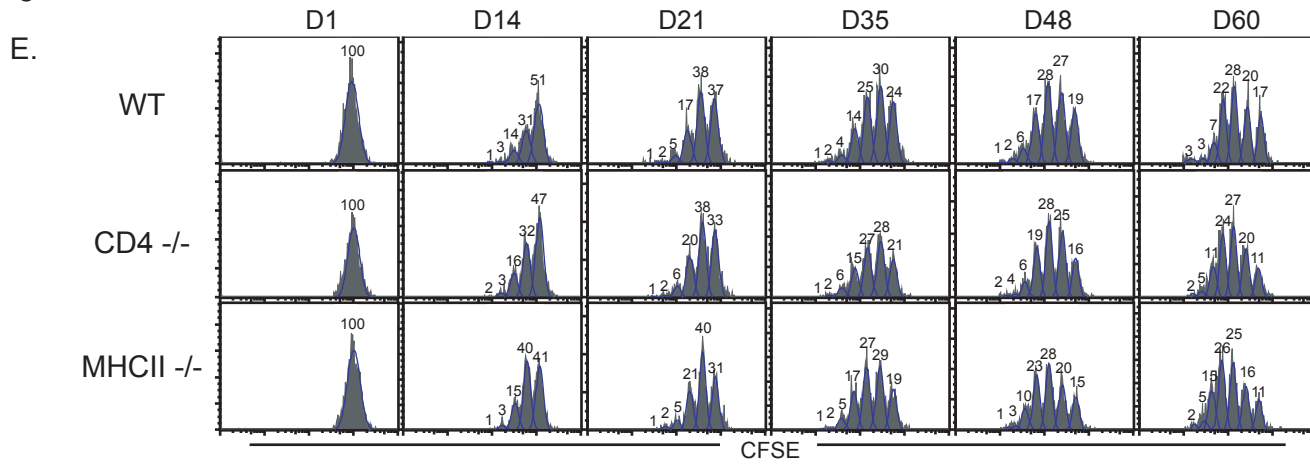 D1 D14 D21 D35 D48 D60
E.
WT
100
1 3 14 31 51
1 2 5 17 38 37
1 2 4 14 25 30 24
1 2 6 17 28 27 19
3 3 7 22 28 20 17
CD4 -/-
100
2 3 16 32 47
1 2 6 20 38 33
1 2 6 15 27 28 21
2 4 6 19 28 25 16
2 5 11 24 27 20 11
MHCII -/-
100
1 3 15 40 41
1 2 5 21 40 31
1 2 5 17 27 29 19
1 3 10 23 28 20 15
2 5 15 26 25 16 11
CFSE